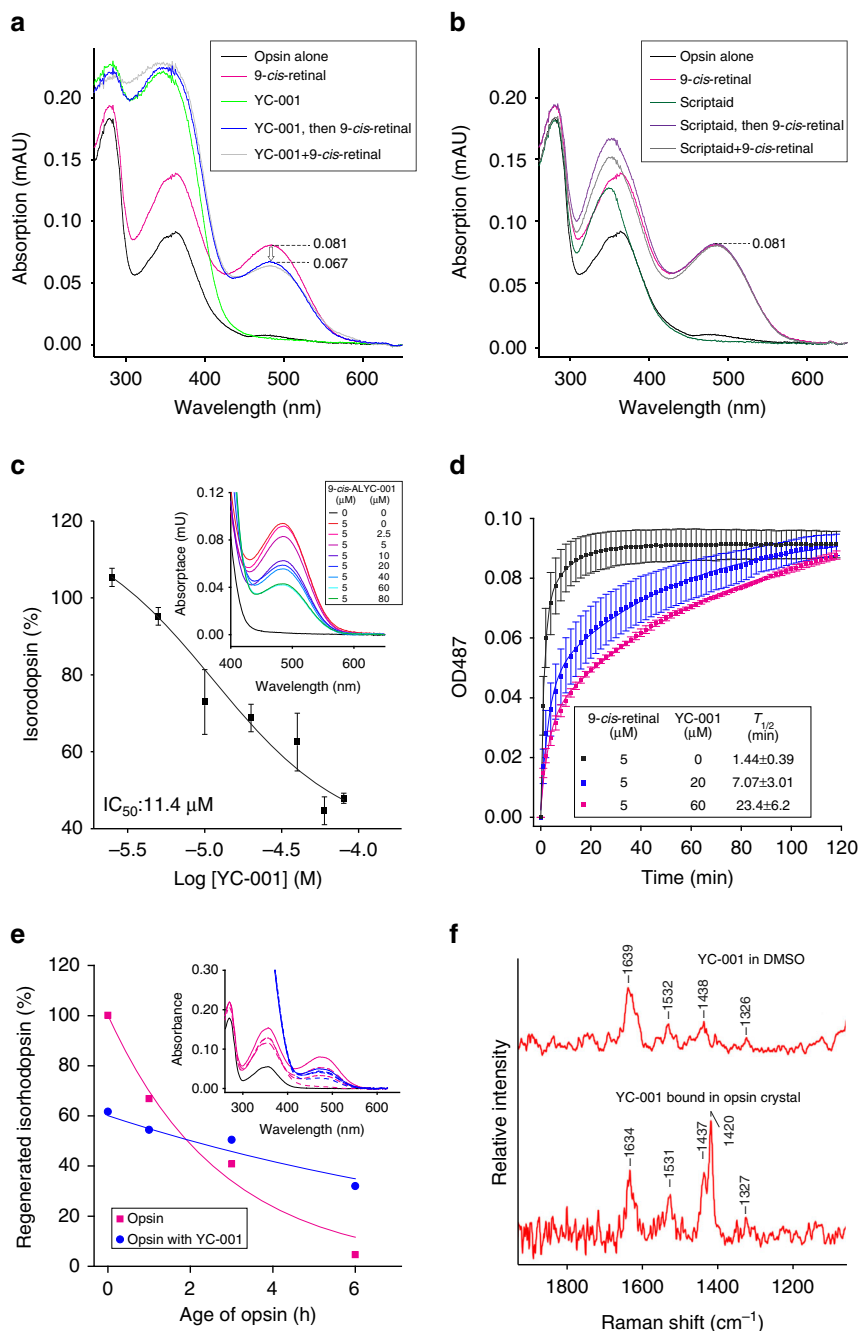 a
Opsin alone
9-cis-retinal
YC-001
YC-001, then 9-cis-retinal
YC-001+9-cis-retinal
0.20
0.15
0.10
0.05
0.00
Absorption (mAU)
0.081
0.067
300 400 500 600
Wavelength (nm)
b
Opsin alone
9-cis-retinal
Scriptaid
Scriptaid, then 9-cis-retinal
Scriptaid+9-cis-retinal
0.20
0.15
0.10
0.05
0.00
Absorption (mAU)
0.081
300 400 500 600
Wavelength (nm)
c
120
100
80
60
40
Isorodopsin (%)
IC50:11.4 μM
–5.5 –5.0 –4.5 –4.0
Log [YC-001] (M)
0.12
0.08
0.04
0.00
Absorptace (mU)
400 500 600
Wavelength (nm)
9-cis-ALYC-001
(μM) (μM)
0 0
5 0
5 2.5
5 5
5 10
5 20
5 40
5 60
5 80
d
0.10
0.08
0.06
0.04
0.02
0.00
OD487
9-cis-retinal YC-001 T1/2
(μM) (μM) (min)
5 0 1.44±0.39
5 20 7.07±3.01
5 60 23.4±6.2
0 20 40 60 80 100 120
Time (min)
e
120
100
80
60
40
20
0
Regenerated isorhodopsin (%)
Opsin
Opsin with YC-001
0 2 4 6
Age of opsin (h)
0.30
0.20
0.10
0.00
Absorbance
300 400 500 600
Wavelength (nm)
f
YC-001 in DMSO
–1639
–1532
–1438
–1326
YC-001 bound in opsin crystal
–1634
–1531
–1437
1420
–1327
Relative intensity
1800 1600 1400 1200
Raman shift (cm–1)